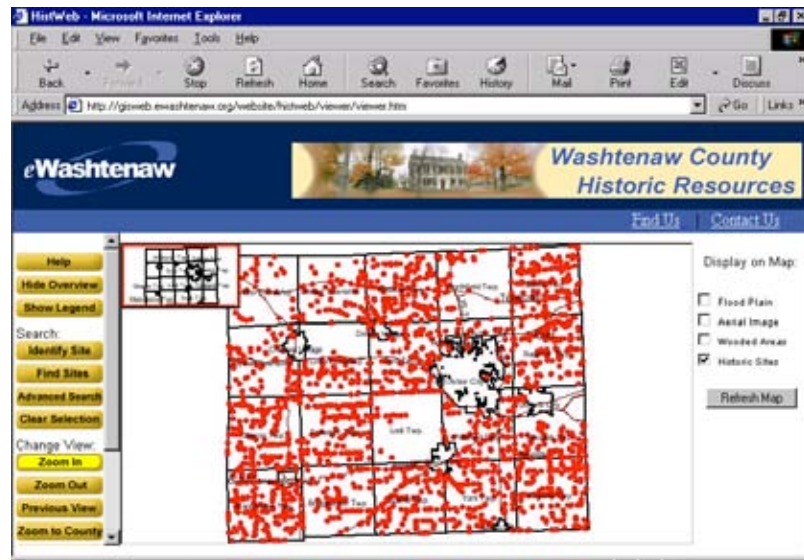 HistWeb - Microsoft Internet Explorer
File Edit View Favorites Tools Help
Back Forward Stop Refresh Home Search Favorites History Mail Print Edit Discuss
Address http://gisweb.ewashtenaw.org/website/histweb/viewer/viewer.htm Go Links
eWashtenaw
Washtenaw County
Historic Resources
Find Us Contact Us
Help
Hide Overview
Show Legend
Search:
Identify Site
Find Sites
Advanced Search
Clear Selection
Change View:
Zoom In
Zoom Out
Previous View
Zoom to County
Lodi Twp
York Twp
Display on Map:
Flood Plain
Aerial Image
Wooded Areas
Historic Sites
Refresh Map